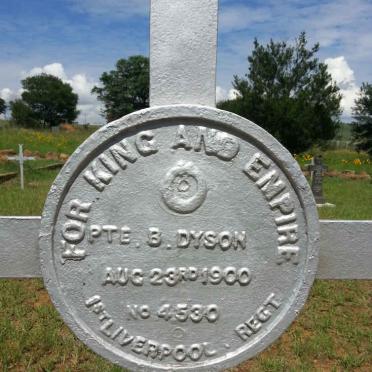 FOR KING AND EMPIRE
PTE. B. DYSON
AUG 23RD 1900
NO 4530
1ST LIVERPOOL. REGT